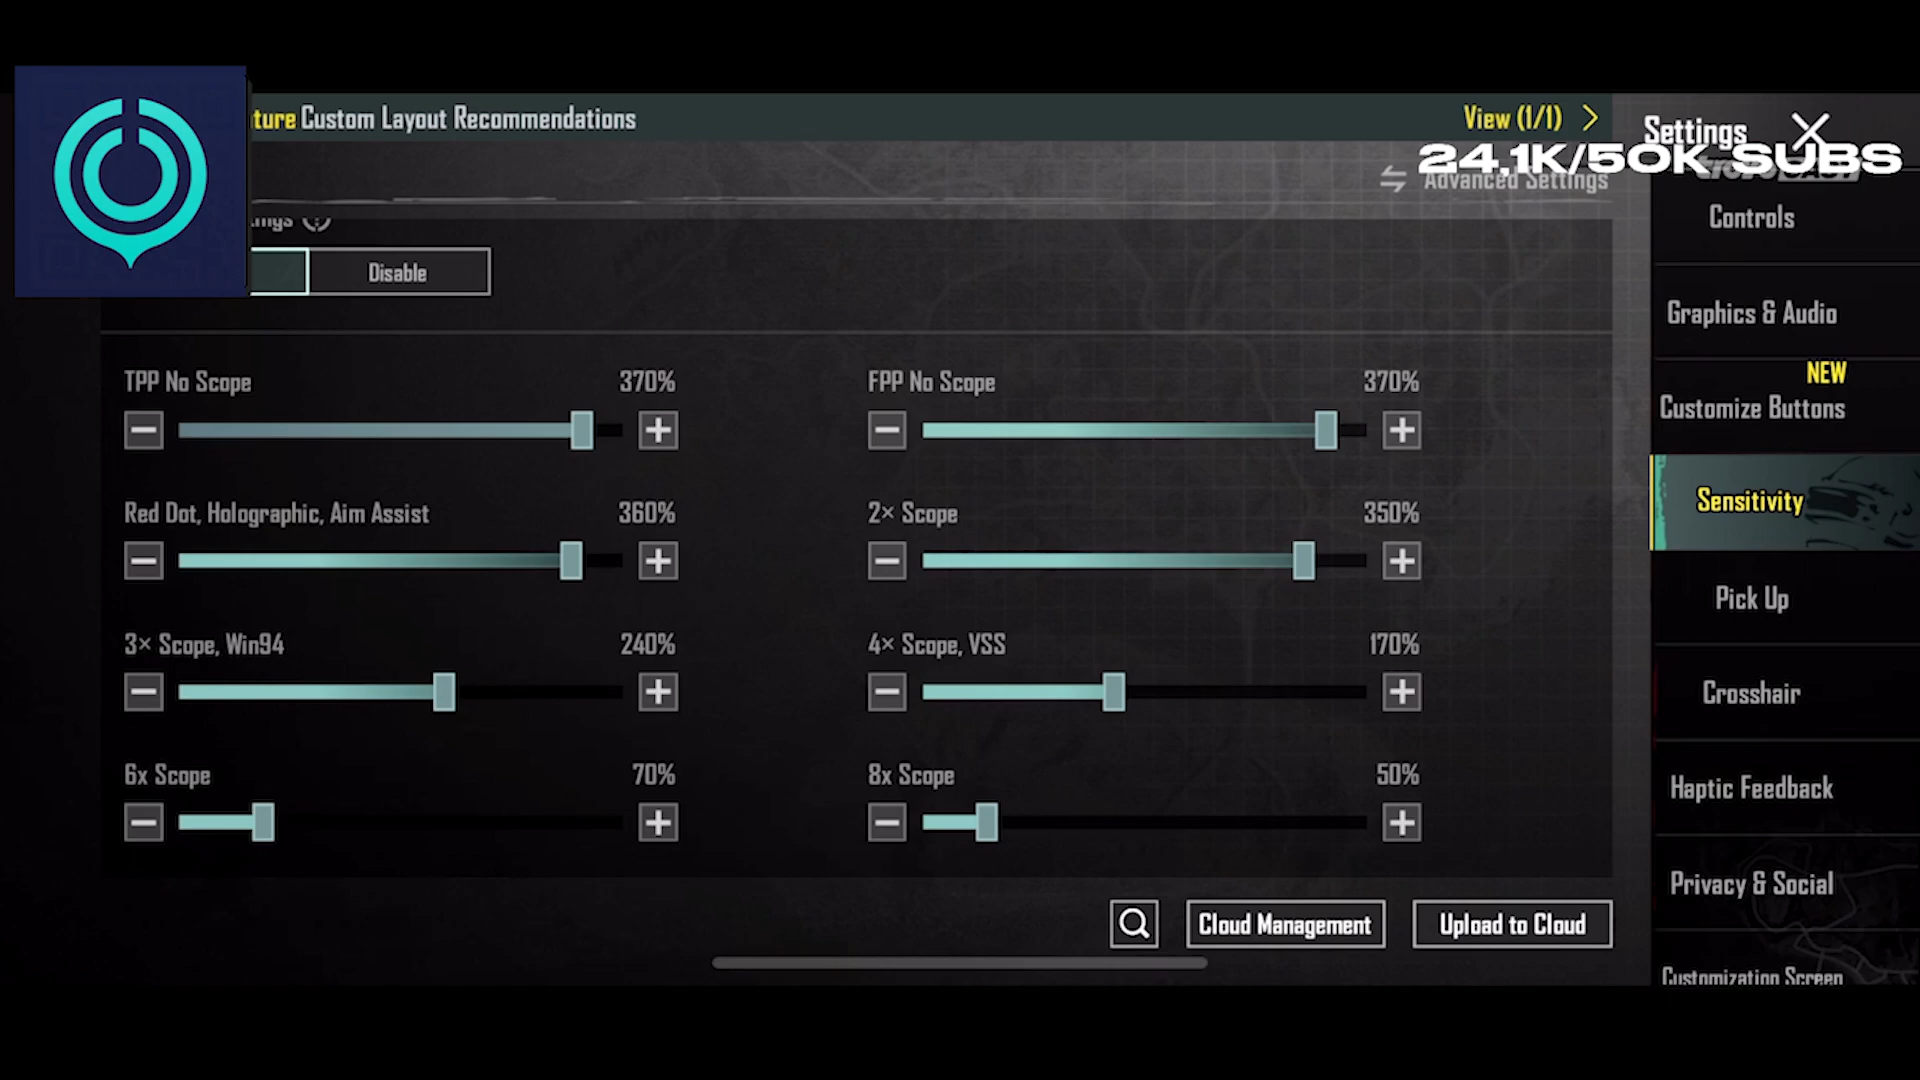 ture Custom Layout Recommendations
View (1/1)
Settings
24,1K/50K SUBS
Advanced Settings
Disable
TPP No Scope 370%
FPP No Scope 370%
Red Dot, Holographic, Aim Assist 360%
2× Scope 350%
3× Scope, Win94 240%
4× Scope, VSS 170%
6x Scope 70%
8x Scope 50%
Cloud Management
Upload to Cloud
Controls
Graphics & Audio
NEW
Customize Buttons
Sensitivity
Pick Up
Crosshair
Haptic Feedback
Privacy & Social
Customization Screen